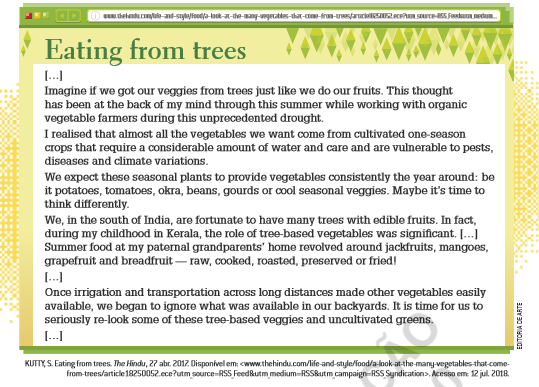 www.thehindu.com/life-and-style/food/a-look-at-the-many-vegetables-that-come-from-trees/article18250052.ece?utm_source=RSS_Feed&utm_medium...
Eating from trees
[...]
Imagine if we got our veggies from trees just like we do our fruits. This thought
has been at the back of my mind through this summer while working with organic
vegetable farmers during this unprecedented drought.
I realised that almost all the vegetables we want come from cultivated one-season
crops that require a considerable amount of water and care and are vulnerable to pests,
diseases and climate variations.
We expect these seasonal plants to provide vegetables consistently the year around: be
it potatoes, tomatoes, okra, beans, gourds or cool seasonal veggies. Maybe it's time to
think differently.
We, in the south of India, are fortunate to have many trees with edible fruits. In fact,
during my childhood in Kerala, the role of tree-based vegetables was significant. [...]
Summer food at my paternal grandparents' home revolved around jackfruits, mangoes,
grapefruit and breadfruit — raw, cooked, roasted, preserved or fried!
[...]
Once irrigation and transportation across long distances made other vegetables easily
available, we began to ignore what was available in our backyards. It is time for us to
seriously re-look some of these tree-based veggies and uncultivated greens.
[...]
EDITORIA DE ARTE
KUTTY, S. Eating from trees. The Hindu, 27 abr. 2017. Disponível em: <www.thehindu.com/life-and-style/food/a-look-at-the-many-vegetables-that-come-
from-trees/article18250052.ece?utm_source=RSS_Feed&utm_medium=RSS&utm_campaign=RSS_Syndication>. Acesso em: 12 jul. 2018.